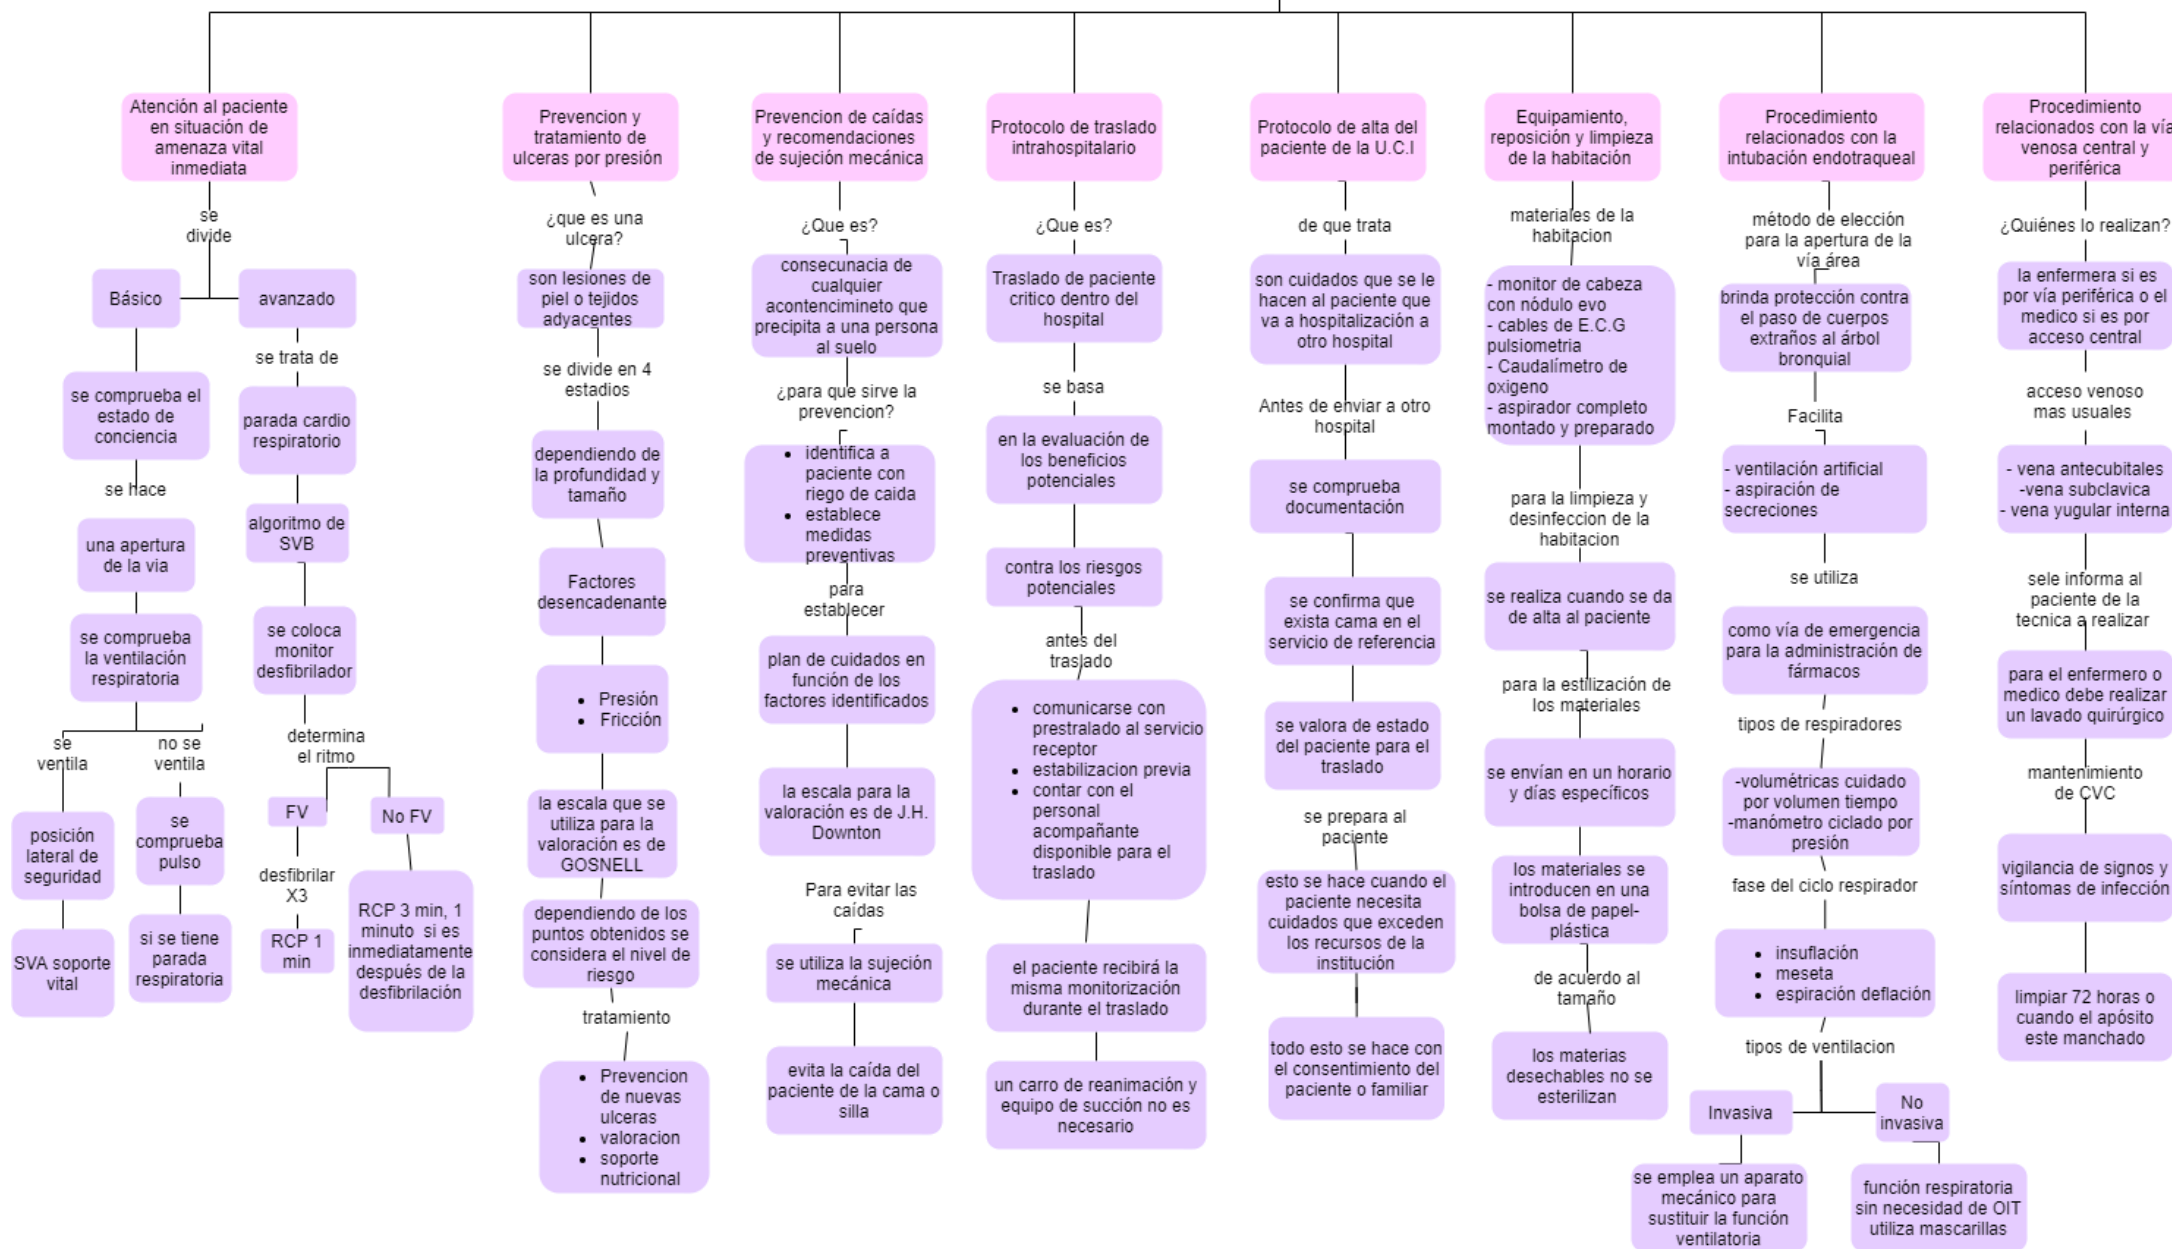 Atención al paciente
en situación de
amenaza vital
inmediata
se
divide
Básico
avanzado
se comprueba el
estado de
conciencia
se hace
una apertura
de la via
se comprueba
la ventilación
respiratoria
se
ventila
no se
ventila
posición
lateral de
seguridad
SVA soporte
vital
se
comprueba
pulso
si se tiene
parada
respiratoria
se trata de
parada cardio
respiratorio
algoritmo de
SVB
se coloca
monitor
desfibrilador
determina
el ritmo
FV
No FV
desfibrilar
X3
RCP 1
min
RCP 3 min, 1
minuto si es
inmediatamente
después de la
desfibrilación
Prevencion y
tratamiento de
ulceras por presión
¿que es una
ulcera?
son lesiones de
piel o tejidos
adyacentes
se divide en 4
estadios
dependiendo de
la profundidad y
tamaño
Factores
desencadenante
• Presión
• Fricción
la escala que se
utiliza para la
valoración es de
GOSNELL
dependiendo de los
puntos obtenidos se
considera el nivel de
riesgo
tratamiento
• Prevencion
de nuevas
ulceras
• valoracion
• soporte
nutricional
Prevencion de caídas
y recomendaciones
de sujeción mecánica
¿Que es?
consecunacia de
cualquier
acontencimineto que
precipita a una persona
al suelo
¿para que sirve la
prevencion?
• identifica a
paciente con
riego de caida
• establece
medidas
preventivas
para
establecer
plan de cuidados en
función de los
factores identificados
la escala para la
valoración es de J.H.
Downton
Para evitar las
caídas
se utiliza la sujeción
mecánica
evita la caída del
paciente de la cama o
silla
Protocolo de traslado
intrahospitalario
¿Que es?
Traslado de paciente
critico dentro del
hospital
se basa
en la evaluación de
los beneficios
potenciales
contra los riesgos
potenciales
antes del
traslado
• comunicarse con
prestralado al servicio
receptor
• estabilizacion previa
• contar con el
personal
acompañante
disponible para el
traslado
el paciente recibirá la
misma monitorización
durante el traslado
un carro de reanimación y
equipo de succión no es
necesario
Protocolo de alta del
paciente de la U.C.I
de que trata
son cuidados que se le
hacen al paciente que
va a hospitalización a
otro hospital
Antes de enviar a otro
hospital
se comprueba
documentación
se confirma que
exista cama en el
servicio de referencia
se valora de estado
del paciente para el
traslado
se prepara al
paciente
esto se hace cuando el
paciente necesita
cuidados que exceden
los recursos de la
institución
todo esto se hace con
el consentimiento del
paciente o familiar
Equipamiento,
reposición y limpieza
de la habitación
materiales de la
habitacion
- monitor de cabeza
con nódulo evo
- cables de E.C.G
pulsiometria
- Caudalímetro de
oxigeno
- aspirador completo
montado y preparado
para la limpieza y
desinfeccion de la
habitacion
se realiza cuando se da
de alta al paciente
para la estilización de
los materiales
se envían en un horario
y días específicos
los materiales se
introducen en una
bolsa de papel-
plástica
de acuerdo al
tamaño
los materias
desechables no se
esterilizan
Procedimiento
relacionados con la
intubación endotraqueal
método de elección
para la apertura de la
vía área
brinda protección contra
el paso de cuerpos
extraños al árbol
bronquial
Facilita
- ventilación artificial
- aspiración de
secreciones
se utiliza
como vía de emergencia
para la administración de
fármacos
tipos de respiradores
-volumétricas cuidado
por volumen tiempo
-manómetro ciclado por
presión
fase del ciclo respirador
• insuflación
• meseta
• espiración deflación
tipos de ventilacion
Invasiva
No
invasiva
se emplea un aparato
mecánico para
sustituir la función
ventilatoria
función respiratoria
sin necesidad de OIT
utiliza mascarillas
Procedimiento
relacionados con la vía
venosa central y
periférica
¿Quiénes lo realizan?
la enfermera si es
por vía periférica o el
medico si es por
acceso central
acceso venoso
mas usuales
- vena antecubitales
-vena subclavica
- vena yugular interna
sele informa al
paciente de la
tecnica a realizar
para el enfermero o
medico debe realizar
un lavado quirúrgico
mantenimiento
de CVC
vigilancia de signos y
síntomas de infección
limpiar 72 horas o
cuando el apósito
este manchado